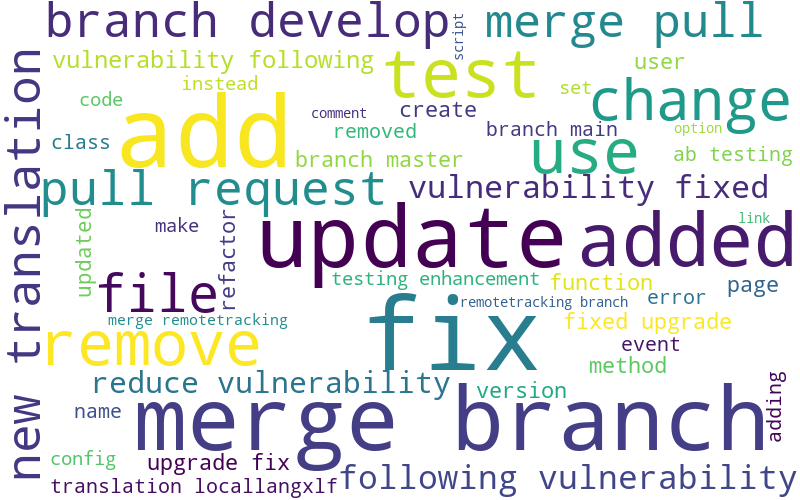 branch develop
merge pull
script
vulnerability following
test
user
instead
set
change
code
add
comment
create
removed
branch main
option
class
use
branch master
ab testing
new translation
pull request
vulnerability fixed
update
added
link
make
refactor
updated
file
testing enhancement
function
page
fix
remotetracking branch
error
merge remotetracking
fixed upgrade
remove
event
method
reduce vulnerability
version
adding
name
merge branch
config
upgrade fix
following vulnerability
translation locallangxlf